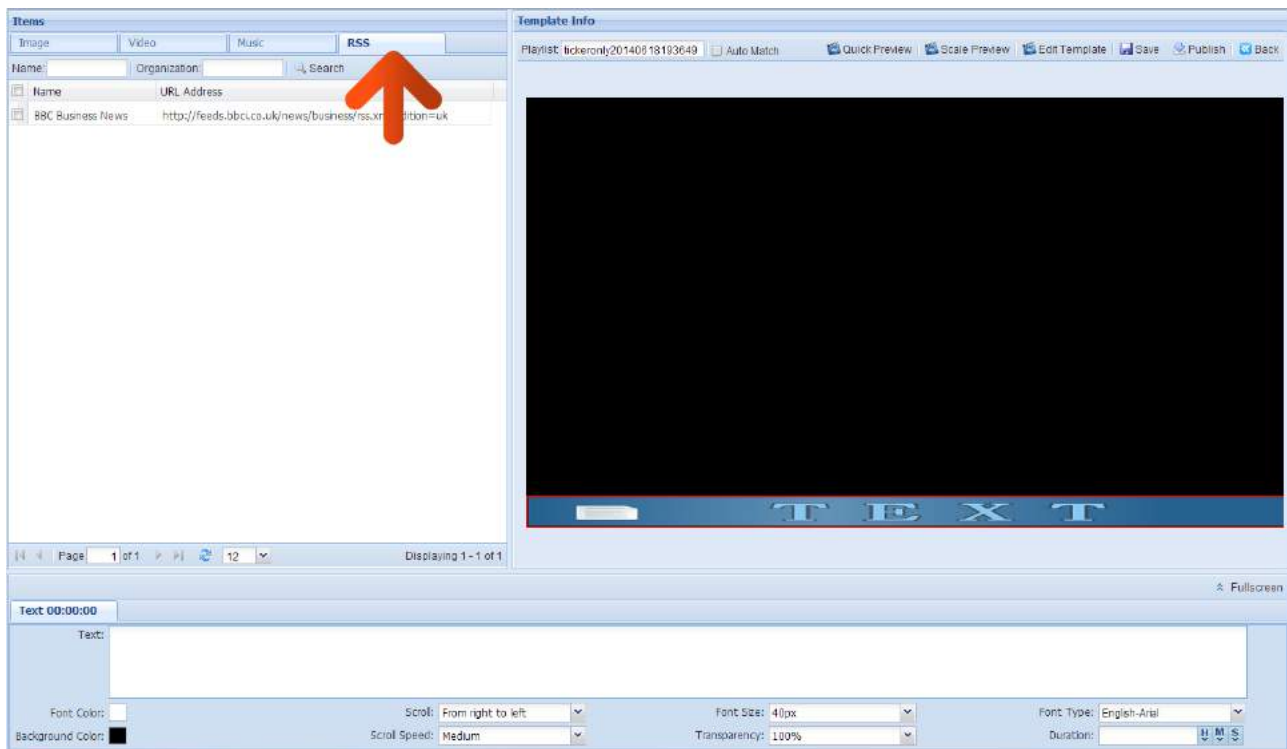 Items
Image Video Music RSS
Name: Organization: Search
Name URL Address
BBC Business News http://feeds.bbci.co.uk/news/business/rss.xm dition=uk
Page 1 of 1 12 Displaying 1 - 1 of 1
Template Info
Playlist: tickeronly20140618193649 Auto Match Quick Preview Scale Preview Edit Template Save Publish Back
TEXT
Fullscreen
Text 00:00:00
Text:
Font Color: Scroll: From right to left Font Size: 40px Font Type: English-Arial
Background Color: Scroll Speed: Medium Transparency: 100% Duration: H M S